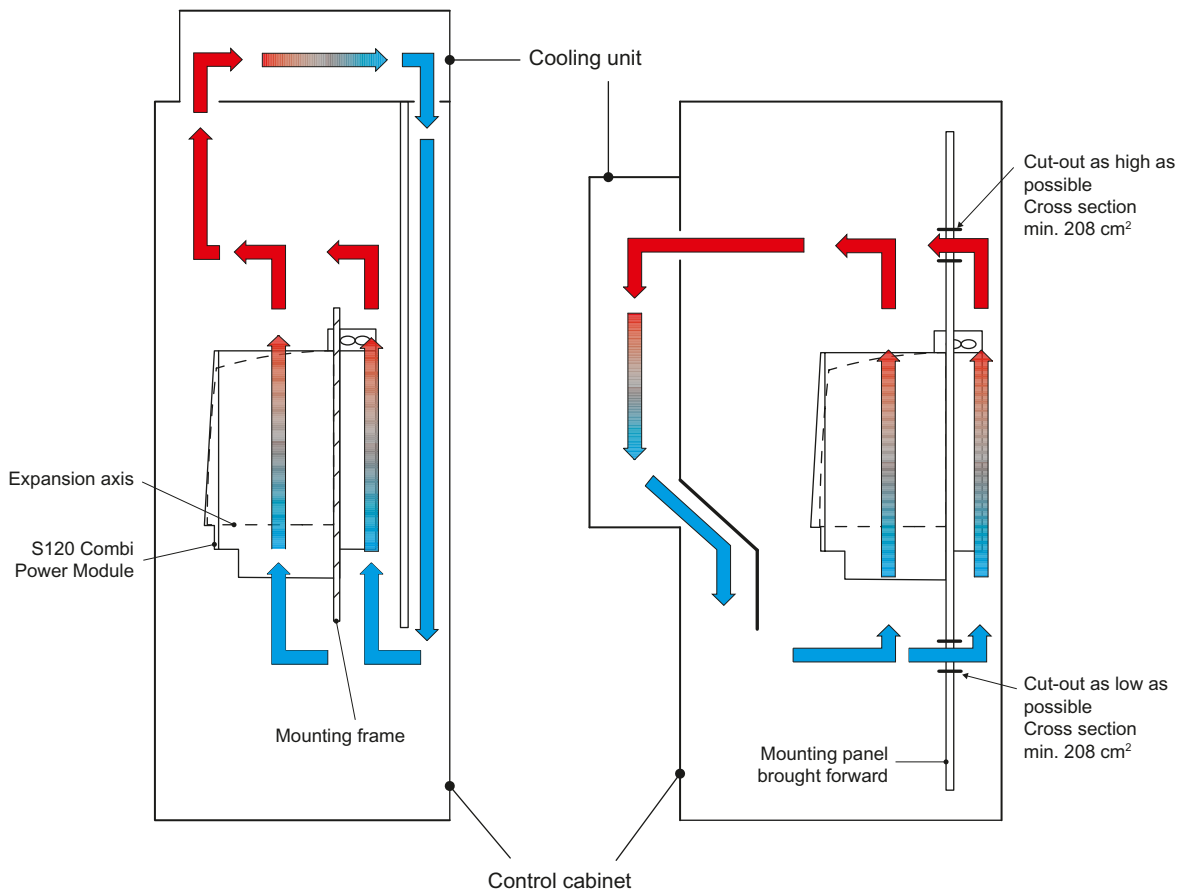 Cooling unit
Cut-out as high as
possible
Cross section
min. 208 cm²
Expansion axis
S120 Combi
Power Module
Mounting frame
Cut-out as low as
possible
Cross section
min. 208 cm²
Mounting panel
brought forward
Control cabinet